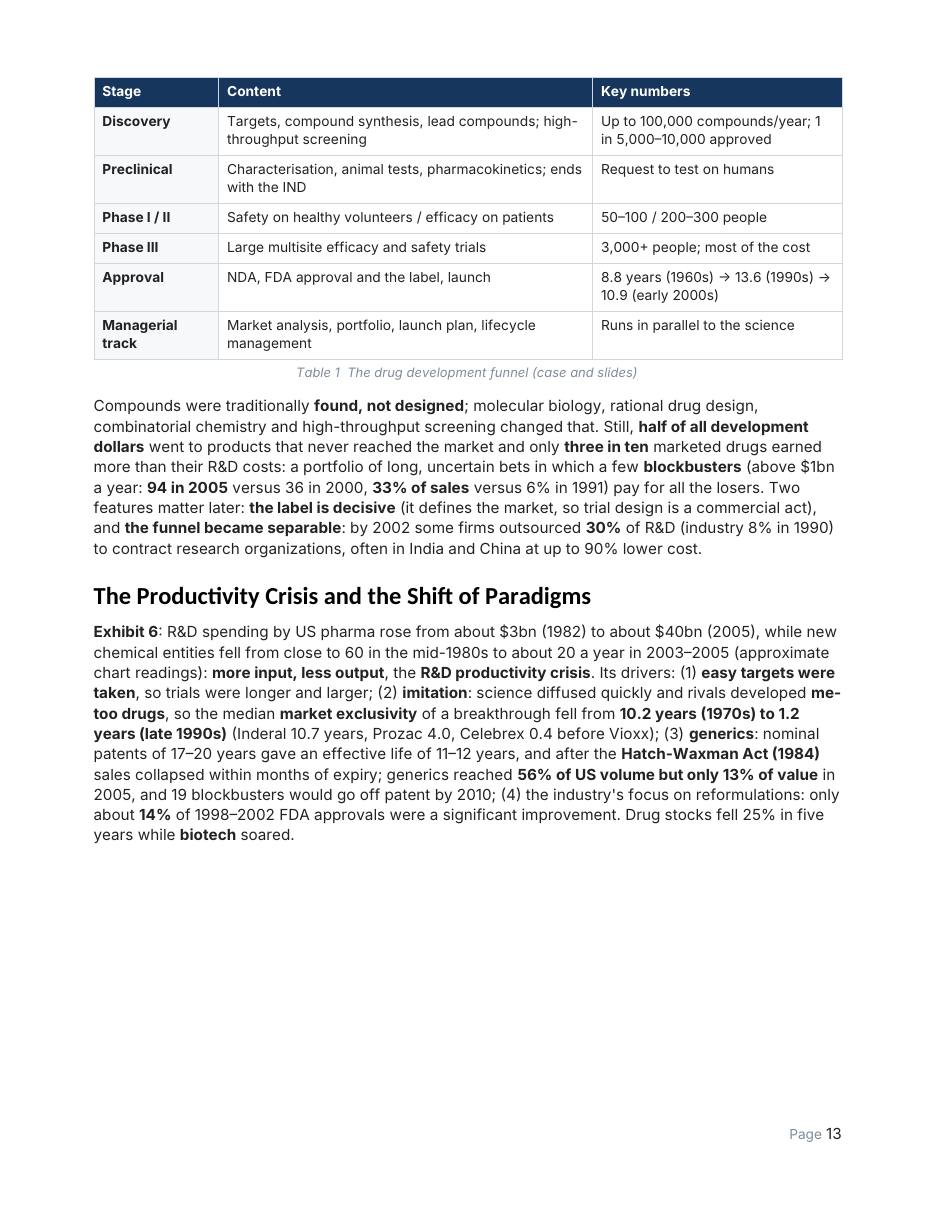 Stage Content Key numbers
Discovery Targets, compound synthesis, lead compounds; high- Up to 100,000 compounds/year; 1
throughput screening in 5,000–10,000 approved
Preclinical Characterisation, animal tests, pharmacokinetics; ends Request to test on humans
with the IND
Phase I / II Safety on healthy volunteers / efficacy on patients 50–100 / 200–300 people
Phase III Large multisite efficacy and safety trials 3,000+ people; most of the cost
Approval NDA, FDA approval and the label, launch 8.8 years (1960s) → 13.6 (1990s) →
10.9 (early 2000s)
Managerial Market analysis, portfolio, launch plan, lifecycle Runs in parallel to the science
track management
Table 1 The drug development funnel (case and slides)
Compounds were traditionally found, not designed; molecular biology, rational drug design,
combinatorial chemistry and high-throughput screening changed that. Still, half of all development
dollars went to products that never reached the market and only three in ten marketed drugs earned
more than their R&D costs: a portfolio of long, uncertain bets in which a few blockbusters (above $1bn
a year: 94 in 2005 versus 36 in 2000, 33% of sales versus 6% in 1991) pay for all the losers. Two
features matter later: the label is decisive (it defines the market, so trial design is a commercial act),
and the funnel became separable: by 2002 some firms outsourced 30% of R&D (industry 8% in 1990)
to contract research organizations, often in India and China at up to 90% lower cost.
The Productivity Crisis and the Shift of Paradigms
Exhibit 6: R&D spending by US pharma rose from about $3bn (1982) to about $40bn (2005), while new
chemical entities fell from close to 60 in the mid-1980s to about 20 a year in 2003–2005 (approximate
chart readings): more input, less output, the R&D productivity crisis. Its drivers: (1) easy targets were
taken, so trials were longer and larger; (2) imitation: science diffused quickly and rivals developed me-
too drugs, so the median market exclusivity of a breakthrough fell from 10.2 years (1970s) to 1.2
years (late 1990s) (Inderal 10.7 years, Prozac 4.0, Celebrex 0.4 before Vioxx); (3) generics: nominal
patents of 17–20 years gave an effective life of 11–12 years, and after the Hatch-Waxman Act (1984)
sales collapsed within months of expiry; generics reached 56% of US volume but only 13% of value in
2005, and 19 blockbusters would go off patent by 2010; (4) the industry's focus on reformulations: only
about 14% of 1998–2002 FDA approvals were a significant improvement. Drug stocks fell 25% in five
years while biotech soared.
Page 13